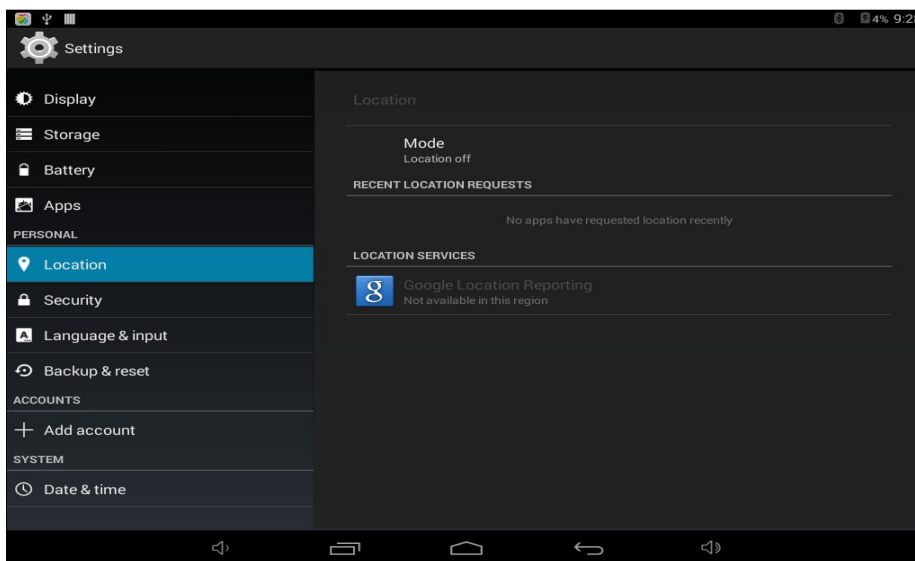 4% 9:28
Settings
Display
Storage
Battery
Apps
PERSONAL
Location
Security
Language & input
Backup & reset
ACCOUNTS
Add account
SYSTEM
Date & time
Location
Mode
Location off
RECENT LOCATION REQUESTS
No apps have requested location recently
LOCATION SERVICES
Google Location Reporting
Not available in this region